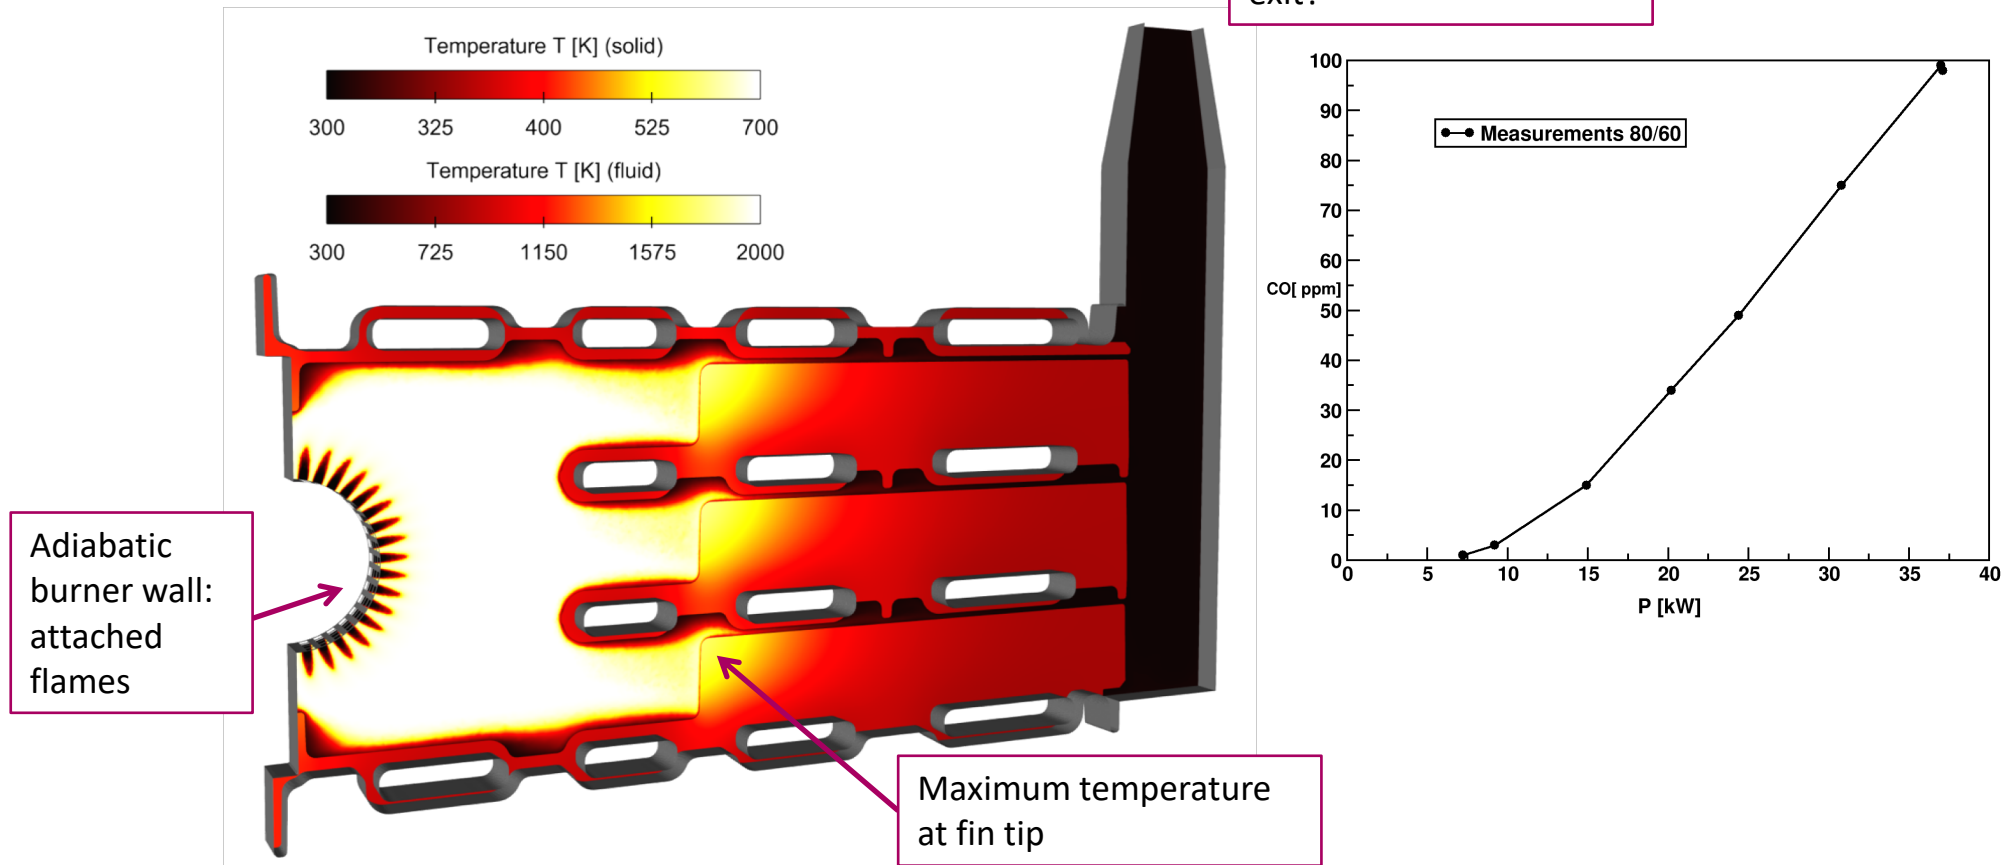 exit?
Temperature T [K] (solid)
300 325 400 525 700
Temperature T [K] (fluid)
300 725 1150 1575 2000
Adiabatic
burner wall:
attached
flames
Maximum temperature
at fin tip
100
90
80
70
60
50
40
30
20
10
0
CO[ ppm]
Measurements 80/60
0 5 10 15 20 25 30 35 40
P [kW]